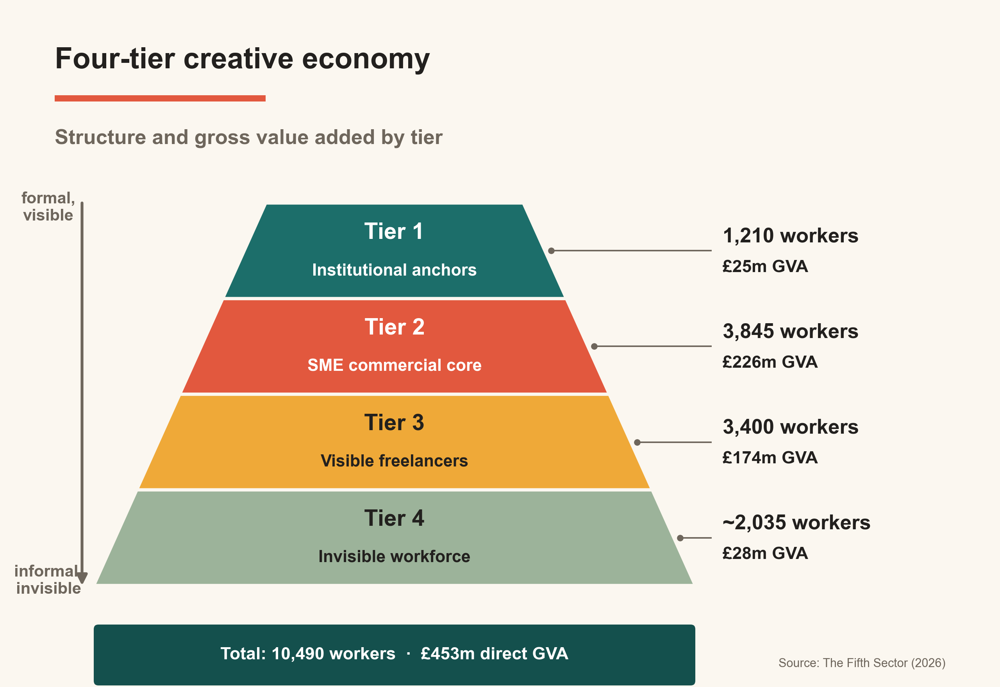 Four-tier creative economy
Structure and gross value added by tier
formal,
visible
Tier 1
Institutional anchors
1,210 workers
£25m GVA
Tier 2
SME commercial core
3,845 workers
£226m GVA
Tier 3
Visible freelancers
3,400 workers
£174m GVA
Tier 4
Invisible workforce
~2,035 workers
£28m GVA
informal
invisible
Total: 10,490 workers · £453m direct GVA
Source: The Fifth Sector (2026)